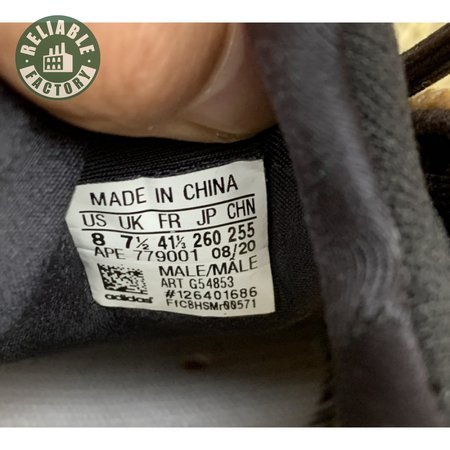 RELIABLE
FACTORY
MADE IN CHINA
US UK FR JP CHN
8 7½ 41⅓ 260 255
APE 779001 08/20
MALE/MÂLE
ART G54853
#126401686
FfC8HSMr00571
adidas